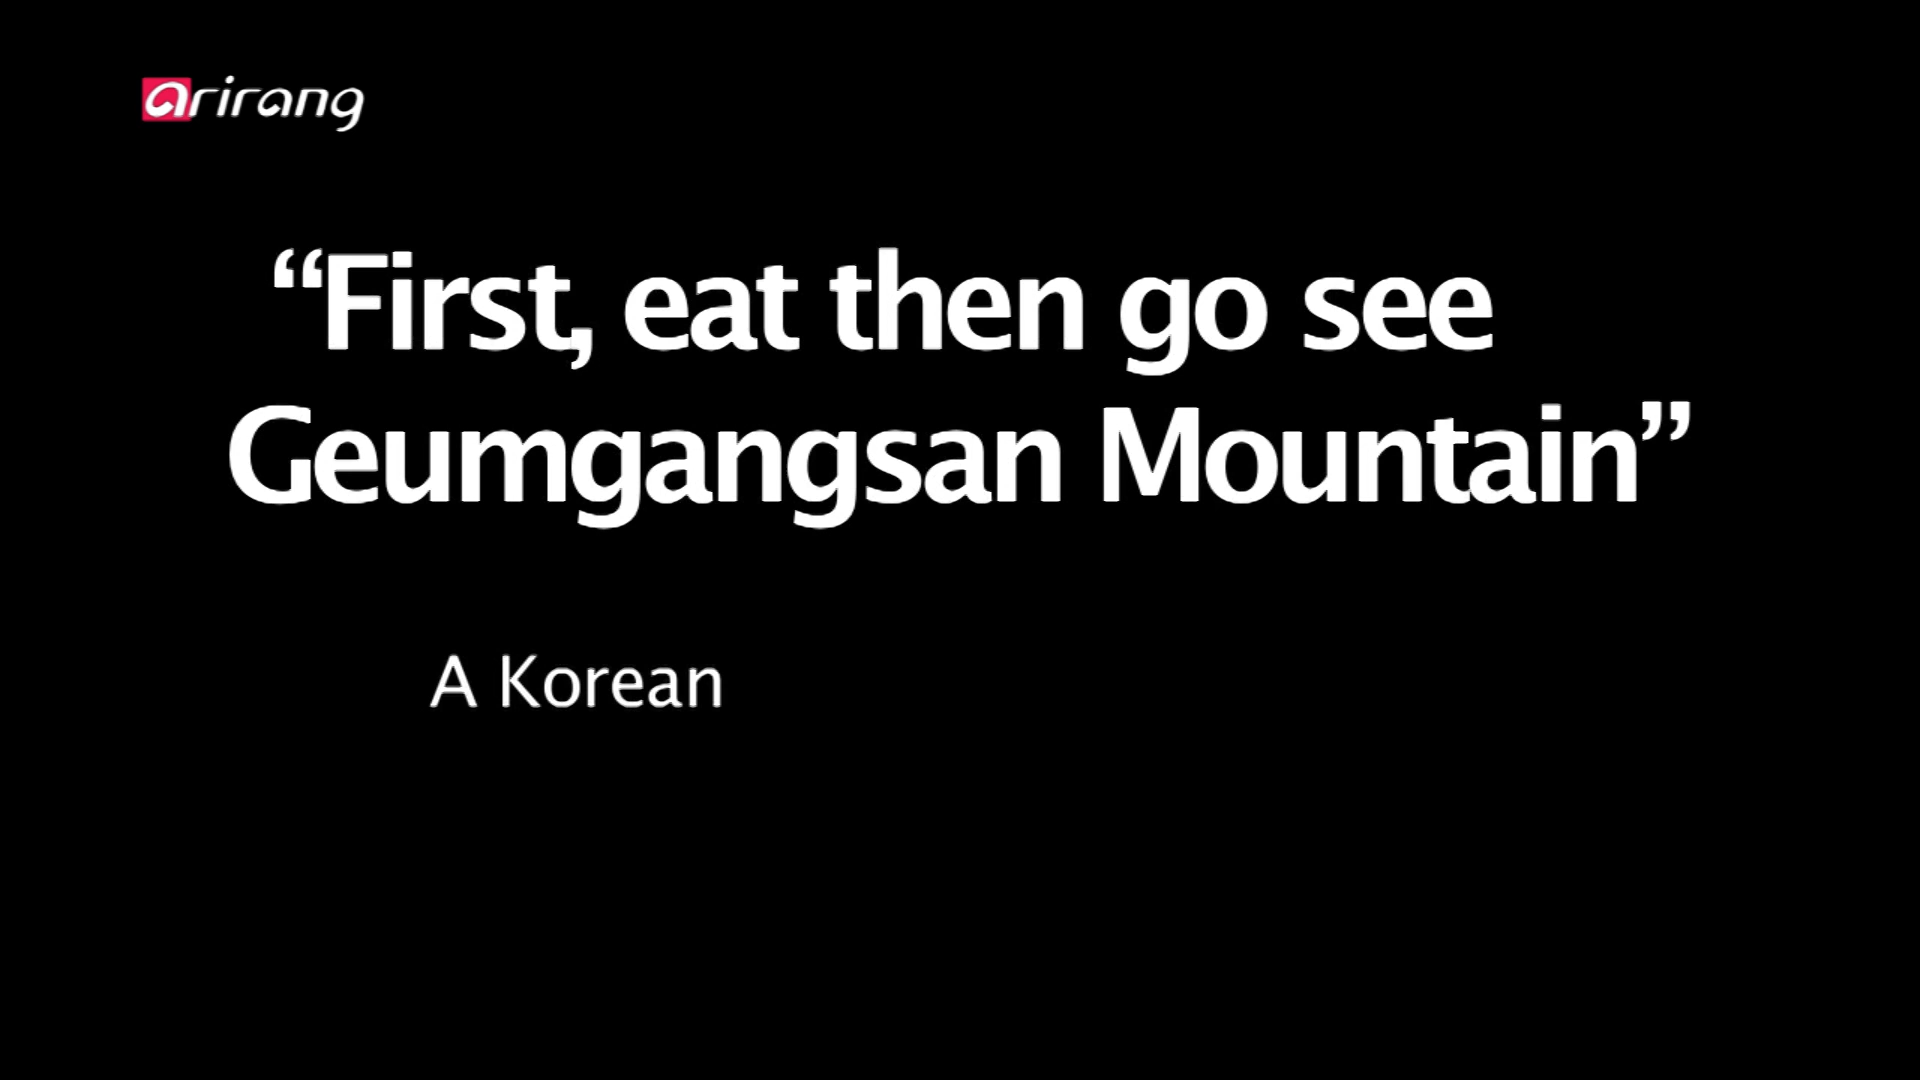 arirang
“First, eat then go see
Geumgangsan Mountain”
A Korean